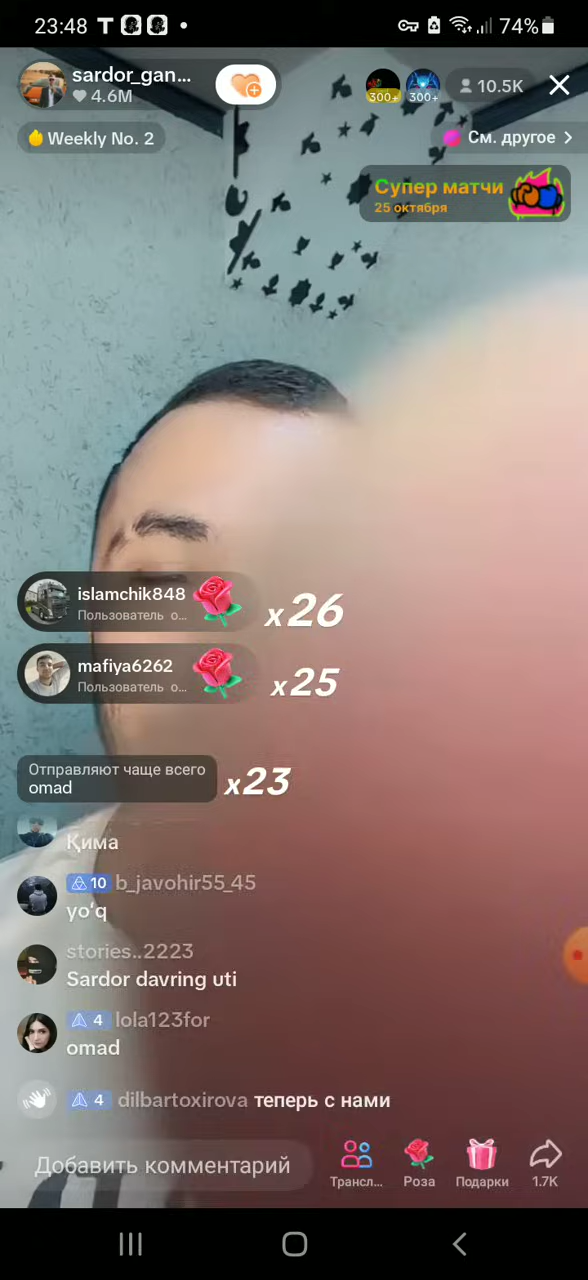 23:48
74%
sardor_gan...
4.6M
10.5K
300+
300+
Weekly No. 2
См. другое
Супер матчи
25 октября
islamchik848
Пользователь о...
x26
mafiya6262
Пользователь о...
x25
Отправляют чаще всего
omad
x23
Қима
10 b_javohir55_45
yoʻq
stories..2223
Sardor davring uti
4 lola123for
omad
4 dilbartoxirova теперь с нами
Добавить комментарий
Трансл...
Роза
Подарки
1.7K